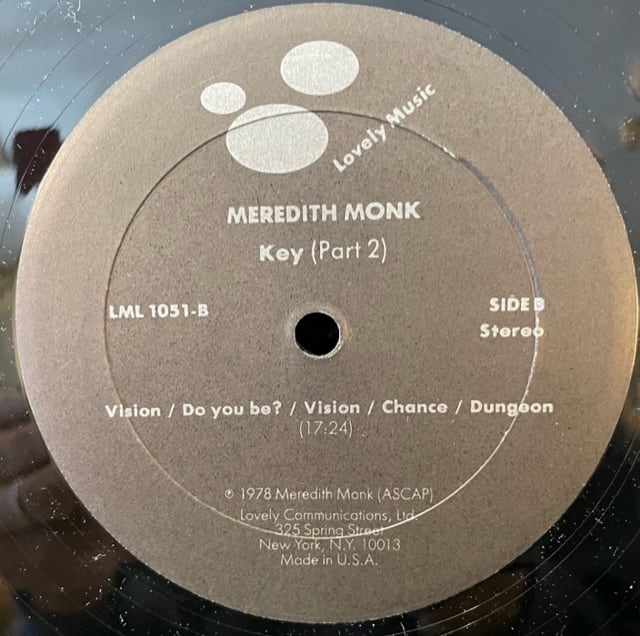 Lovely Music
MEREDITH MONK
Key (Part 2)
LML 1051-B
SIDE B
Stereo
Vision / Do you be? / Vision / Chance / Dungeon
(17:24)
℗ 1978 Meredith Monk (ASCAP)
Lovely Communications, Ltd.
325 Spring Street
New York, N.Y. 10013
Made in U.S.A.